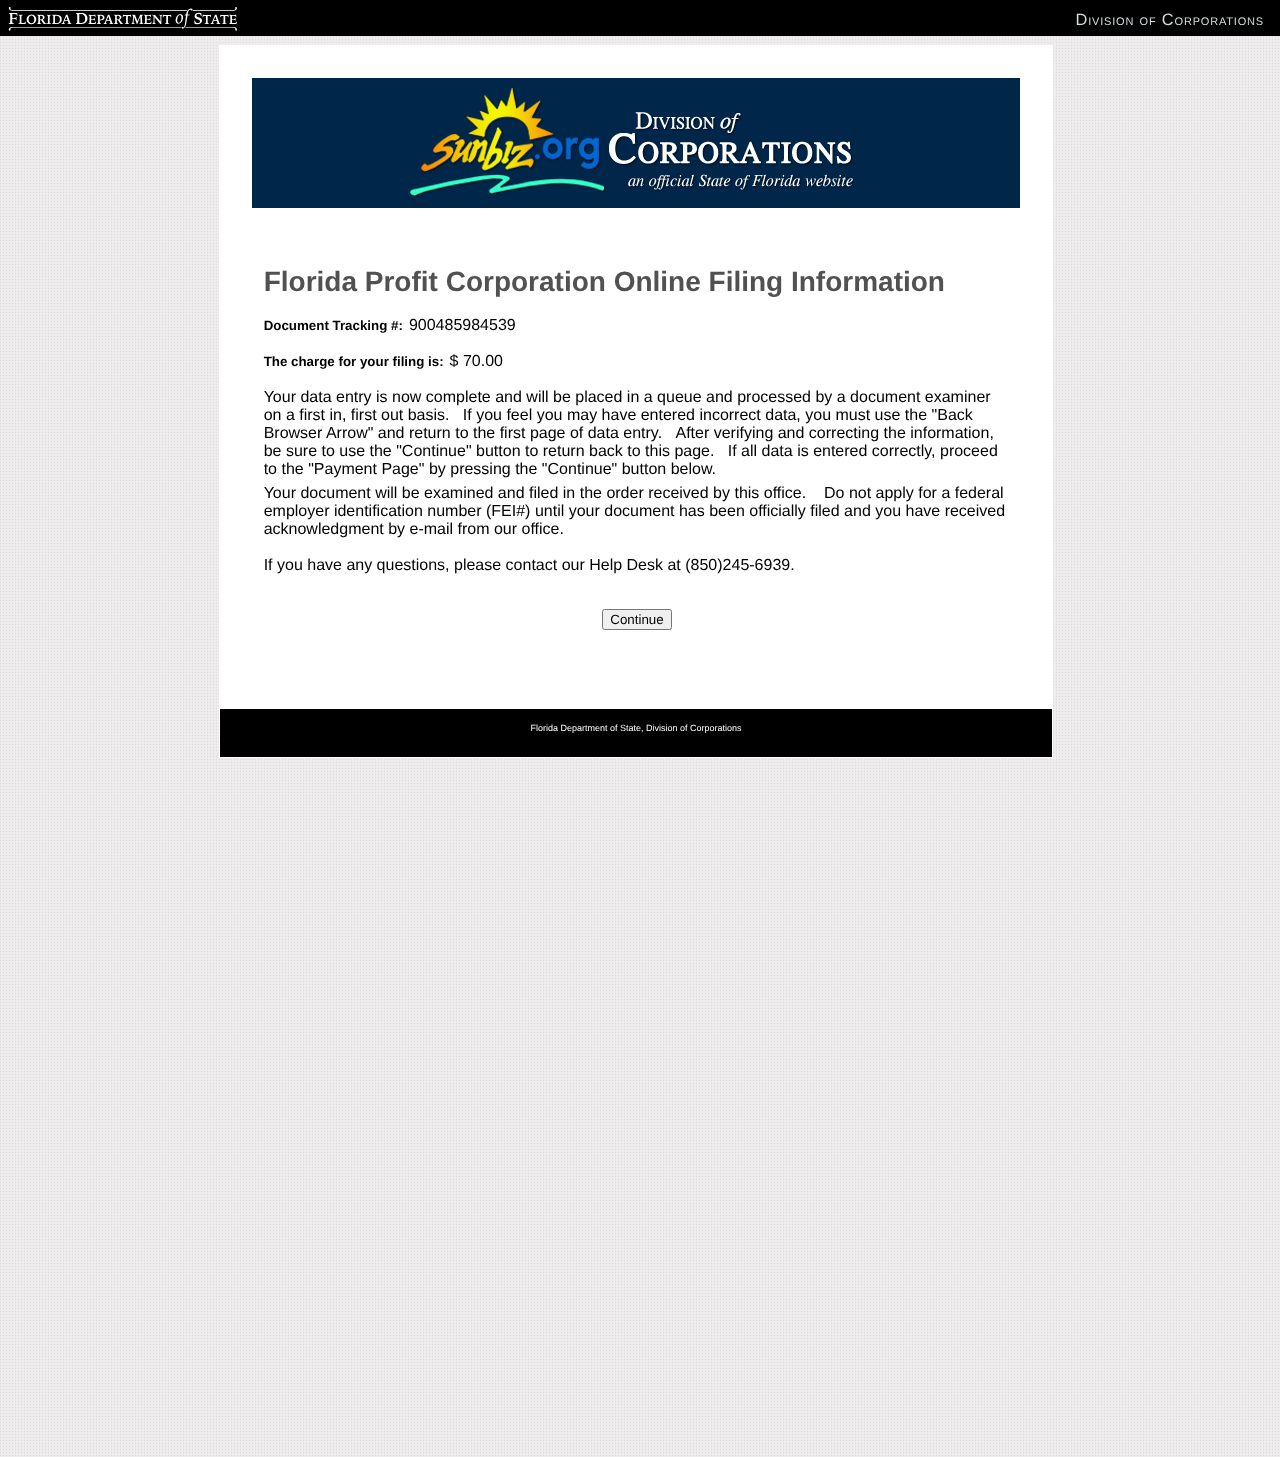 FLORIDA DEPARTMENT of STATE
Division of Corporations
Sunbiz.org
DIVISION of
CORPORATIONS
an official State of Florida website
Florida Profit Corporation Online Filing Information
Document Tracking #: 900485984539
The charge for your filing is: $ 70.00
Your data entry is now complete and will be placed in a queue and processed by a document examiner
on a first in, first out basis.   If you feel you may have entered incorrect data, you must use the "Back
Browser Arrow" and return to the first page of data entry.   After verifying and correcting the information,
be sure to use the "Continue" button to return back to this page.   If all data is entered correctly, proceed
to the "Payment Page" by pressing the "Continue" button below.
Your document will be examined and filed in the order received by this office.    Do not apply for a federal
employer identification number (FEI#) until your document has been officially filed and you have received
acknowledgment by e-mail from our office.
If you have any questions, please contact our Help Desk at (850)245-6939.
Continue
Florida Department of State, Division of Corporations